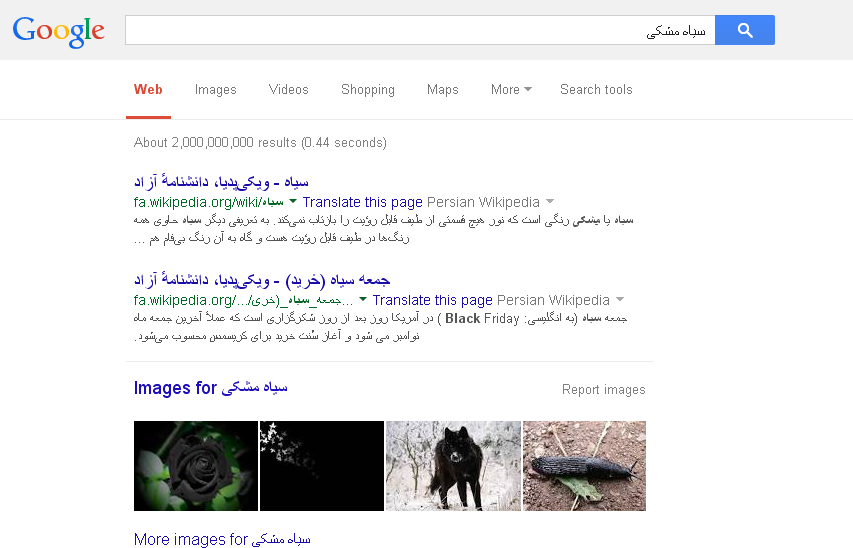 Google
سیاه مشکی
Web Images Videos Shopping Maps More Search tools
About 2,000,000,000 results (0.44 seconds)
سیاه - ویکی‌پدیا، دانشنامهٔ آزاد
fa.wikipedia.org/wiki/سیاه Translate this page Persian Wikipedia
سیاه یا مشکی رنگی است که نور هیچ قسمتی از طیف قابل رؤیت را بازتاب نمی‌کند. به تعریفی دیگر سیاه حاوی همه
رنگ‌ها در طیف قابل رؤیت هست و گاه به آن رنگ بی‌فام هم ...
جمعه سیاه (خرید) - ویکی‌پدیا، دانشنامهٔ آزاد
fa.wikipedia.org/.../جمعه_سیاه_(خری... Translate this page Persian Wikipedia
جمعه سیاه (به انگلیسی: Black Friday ) در آمریکا روز بعد از روز شکرگزاری است که عملاً آخرین جمعه ماه
نوامبر می شود و آغاز سنت خرید برای کریسمس محسوب می‌شود.
Images for سیاه مشکی Report images
More images for سیاه مشکی